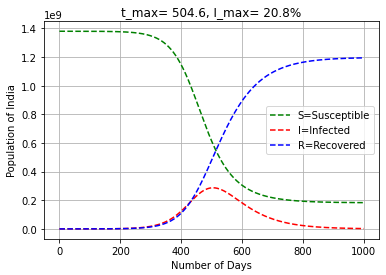 t_max= 504.6, I_max= 20.8%
1e9
1.4
1.2
1.0
0.8
0.6
0.4
0.2
0.0
Population of India
S=Susceptible
I=Infected
R=Recovered
0 200 400 600 800 1000
Number of Days